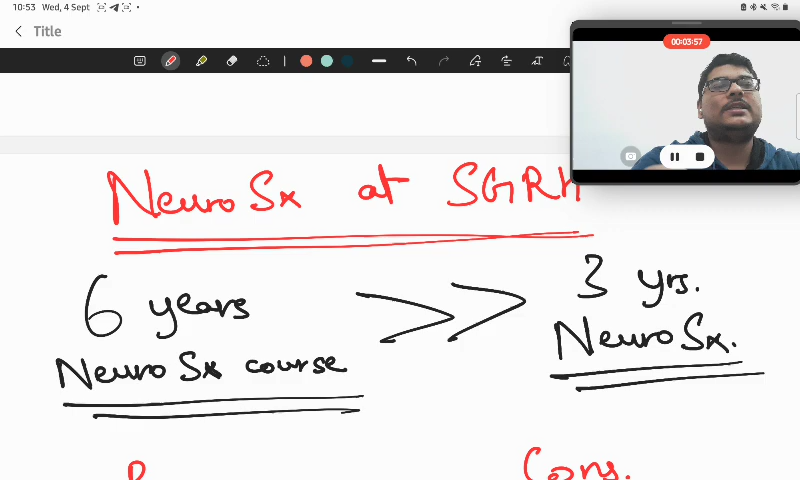 10:53 Wed, 4 Sept
Title
00:03:57
NeuroSx at SGRH
6 years >> 3 yrs.
NeuroSx course NeuroSx.
Cons.